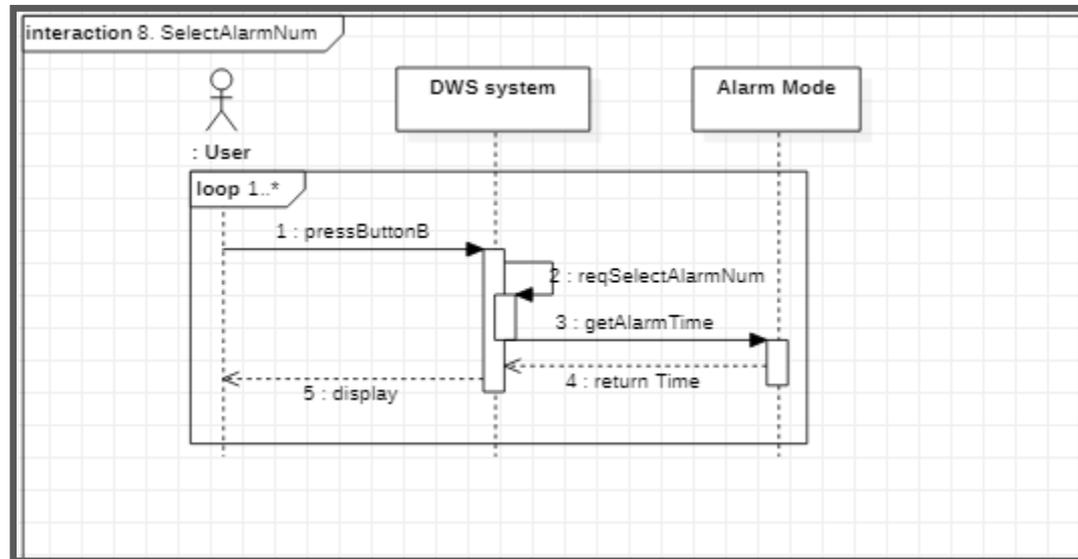 interaction 8. SelectAlarmNum
DWS system
Alarm Mode
: User
loop 1..*
1 : pressButtonB
2 : reqSelectAlarmNum
3 : getAlarmTime
4 : return Time
5 : display